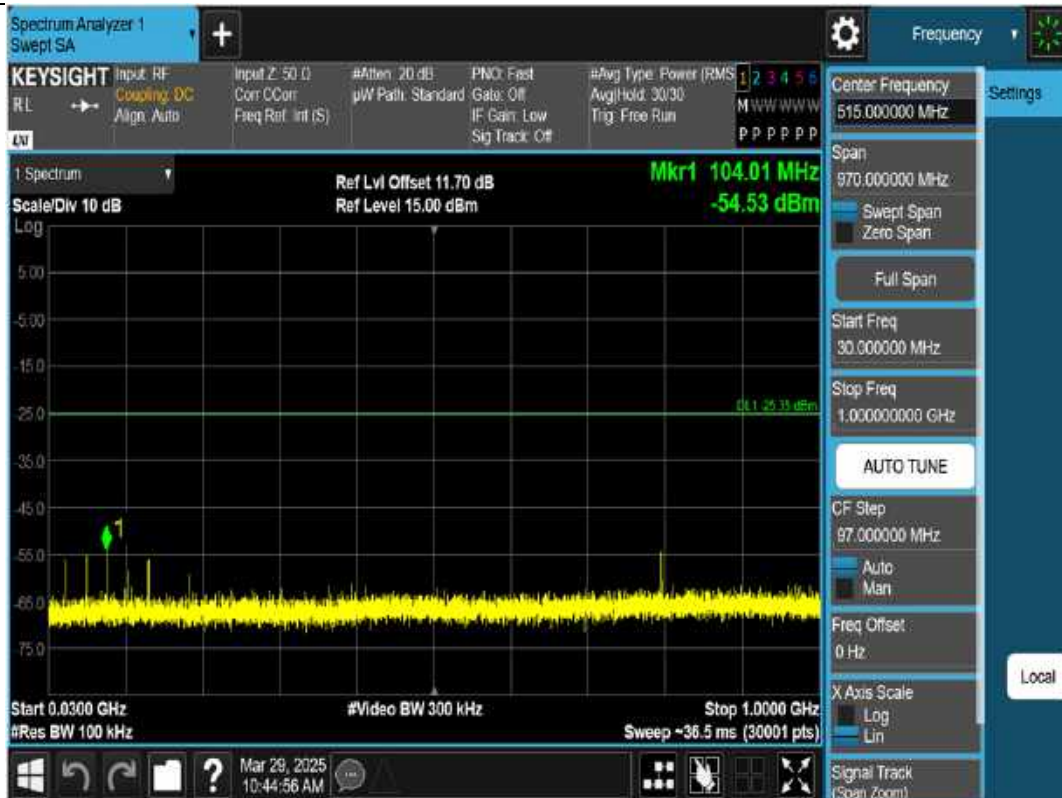 Spectrum Analyzer 1
Swept SA
+
Frequency
KEYSIGHT
RL
Input: RF
Coupling: DC
Align: Auto
Input Z: 50 Ω
Corr CCorr
Freq Ref: Int (S)
#Atten: 20 dB
µW Path: Standard
PNO: Fast
Gate: Off
IF Gain: Low
Sig Track: Off
#Avg Type: Power (RMS
Avg|Hold: 30/30
Trig: Free Run
1 2 3 4 5 6
M W W W W W
P P P P P P
1 Spectrum
Scale/Div 10 dB
Ref Lvl Offset 11.70 dB
Ref Level 15.00 dBm
Mkr1 104.01 MHz
-54.53 dBm
Log
5.00
-5.00
-15.0
-25.0
DL1 -25.35 dBm
-35.0
-45.0
1
-55.0
-65.0
-75.0
Start 0.0300 GHz
#Video BW 300 kHz
Stop 1.0000 GHz
#Res BW 100 kHz
Sweep ~36.5 ms (30001 pts)
?
Mar 29, 2025
10:44:56 AM
Center Frequency
515.000000 MHz
Settings
Span
970.000000 MHz
Swept Span
Zero Span
Full Span
Start Freq
30.000000 MHz
Stop Freq
1.000000000 GHz
AUTO TUNE
CF Step
97.000000 MHz
Auto
Man
Freq Offset
0 Hz
Local
X Axis Scale
Log
Lin
Signal Track
(Span Zoom)